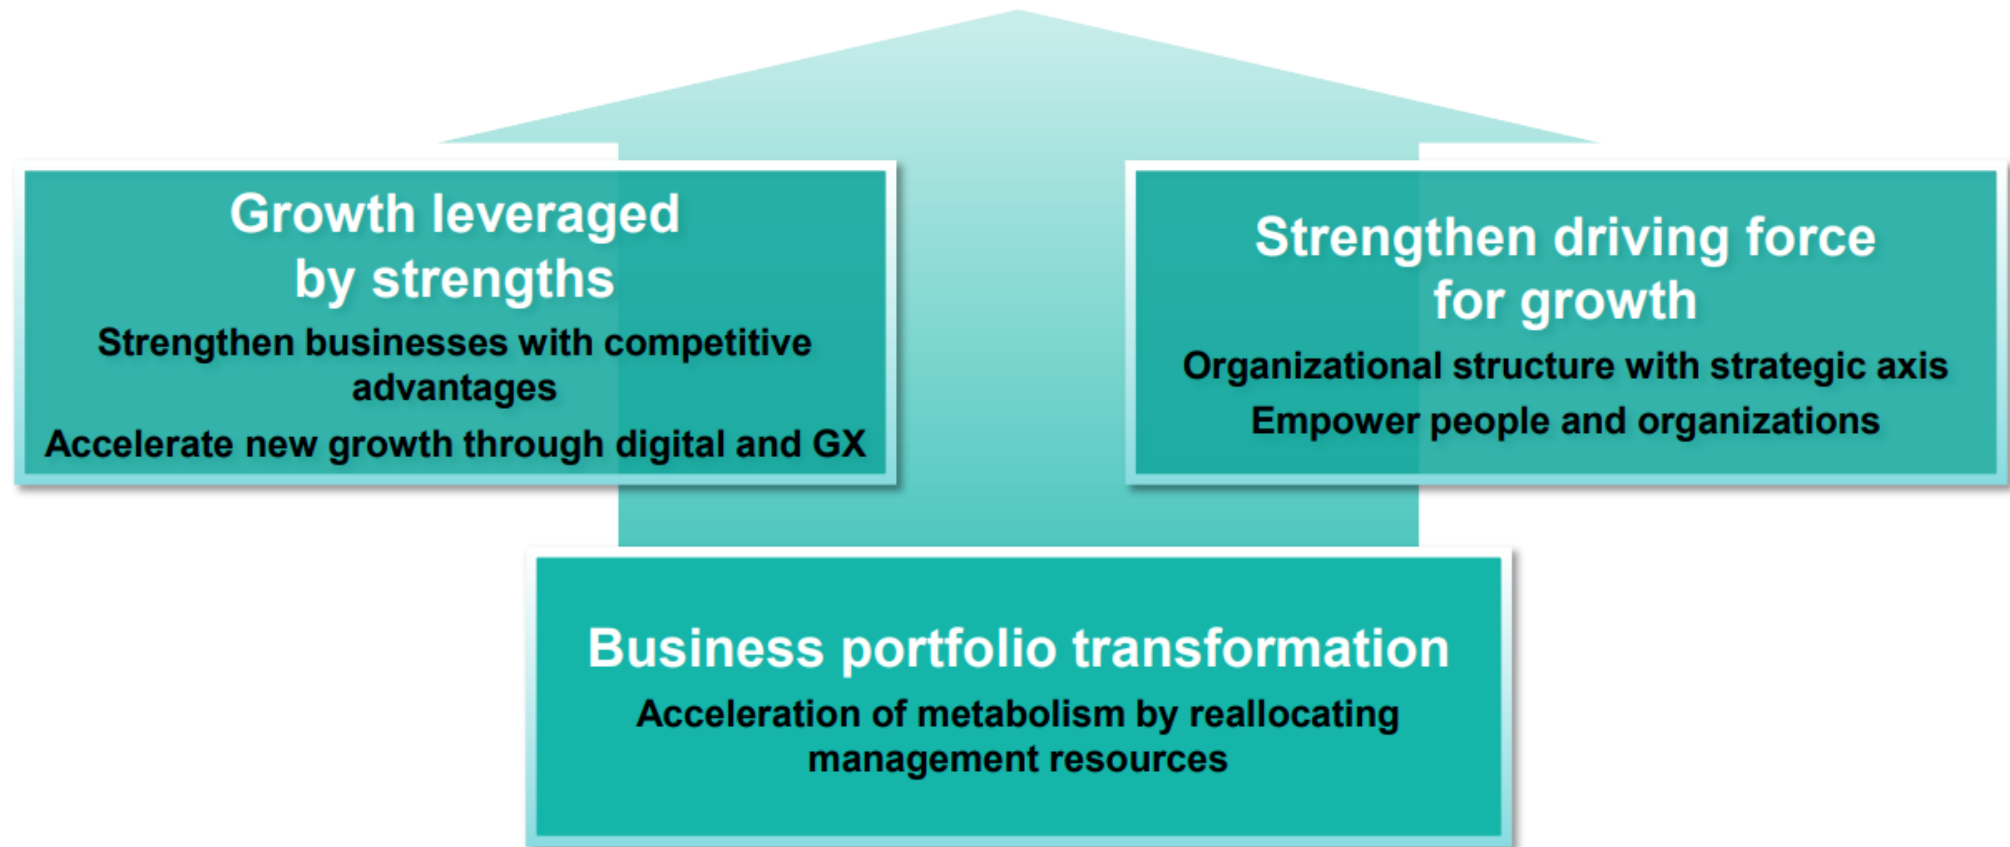 Growth leveraged
by strengths
Strengthen businesses with competitive
advantages
Accelerate new growth through digital and GX
Strengthen driving force
for growth
Organizational structure with strategic axis
Empower people and organizations
Business portfolio transformation
Acceleration of metabolism by reallocating
management resources